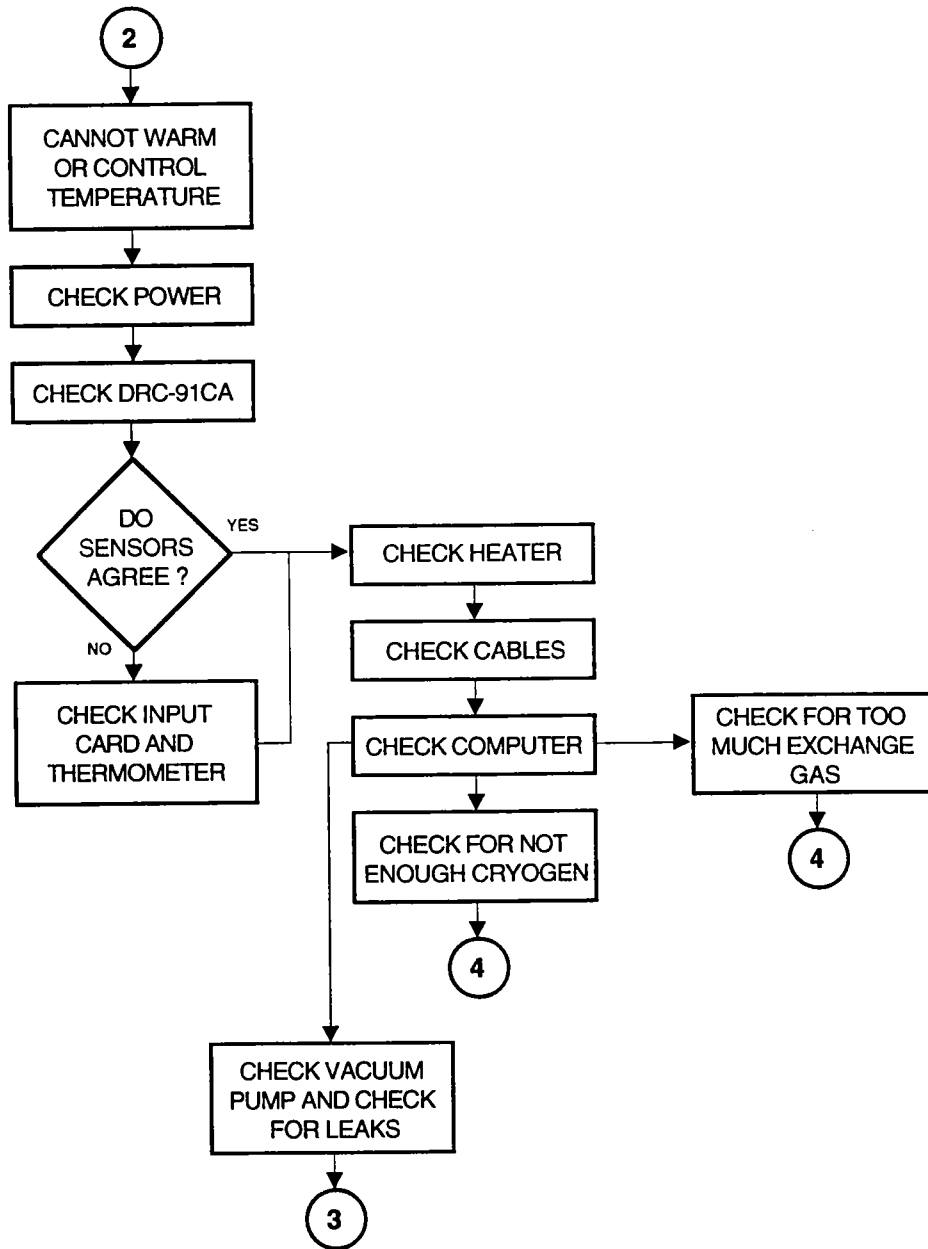 2
CANNOT WARM
OR CONTROL
TEMPERATURE
CHECK POWER
CHECK DRC-91CA
DO
SENSORS
AGREE ?
YES
NO
CHECK INPUT
CARD AND
THERMOMETER
CHECK HEATER
CHECK CABLES
CHECK COMPUTER
CHECK FOR TOO
MUCH EXCHANGE
GAS
4
CHECK FOR NOT
ENOUGH CRYOGEN
4
CHECK VACUUM
PUMP AND CHECK
FOR LEAKS
3